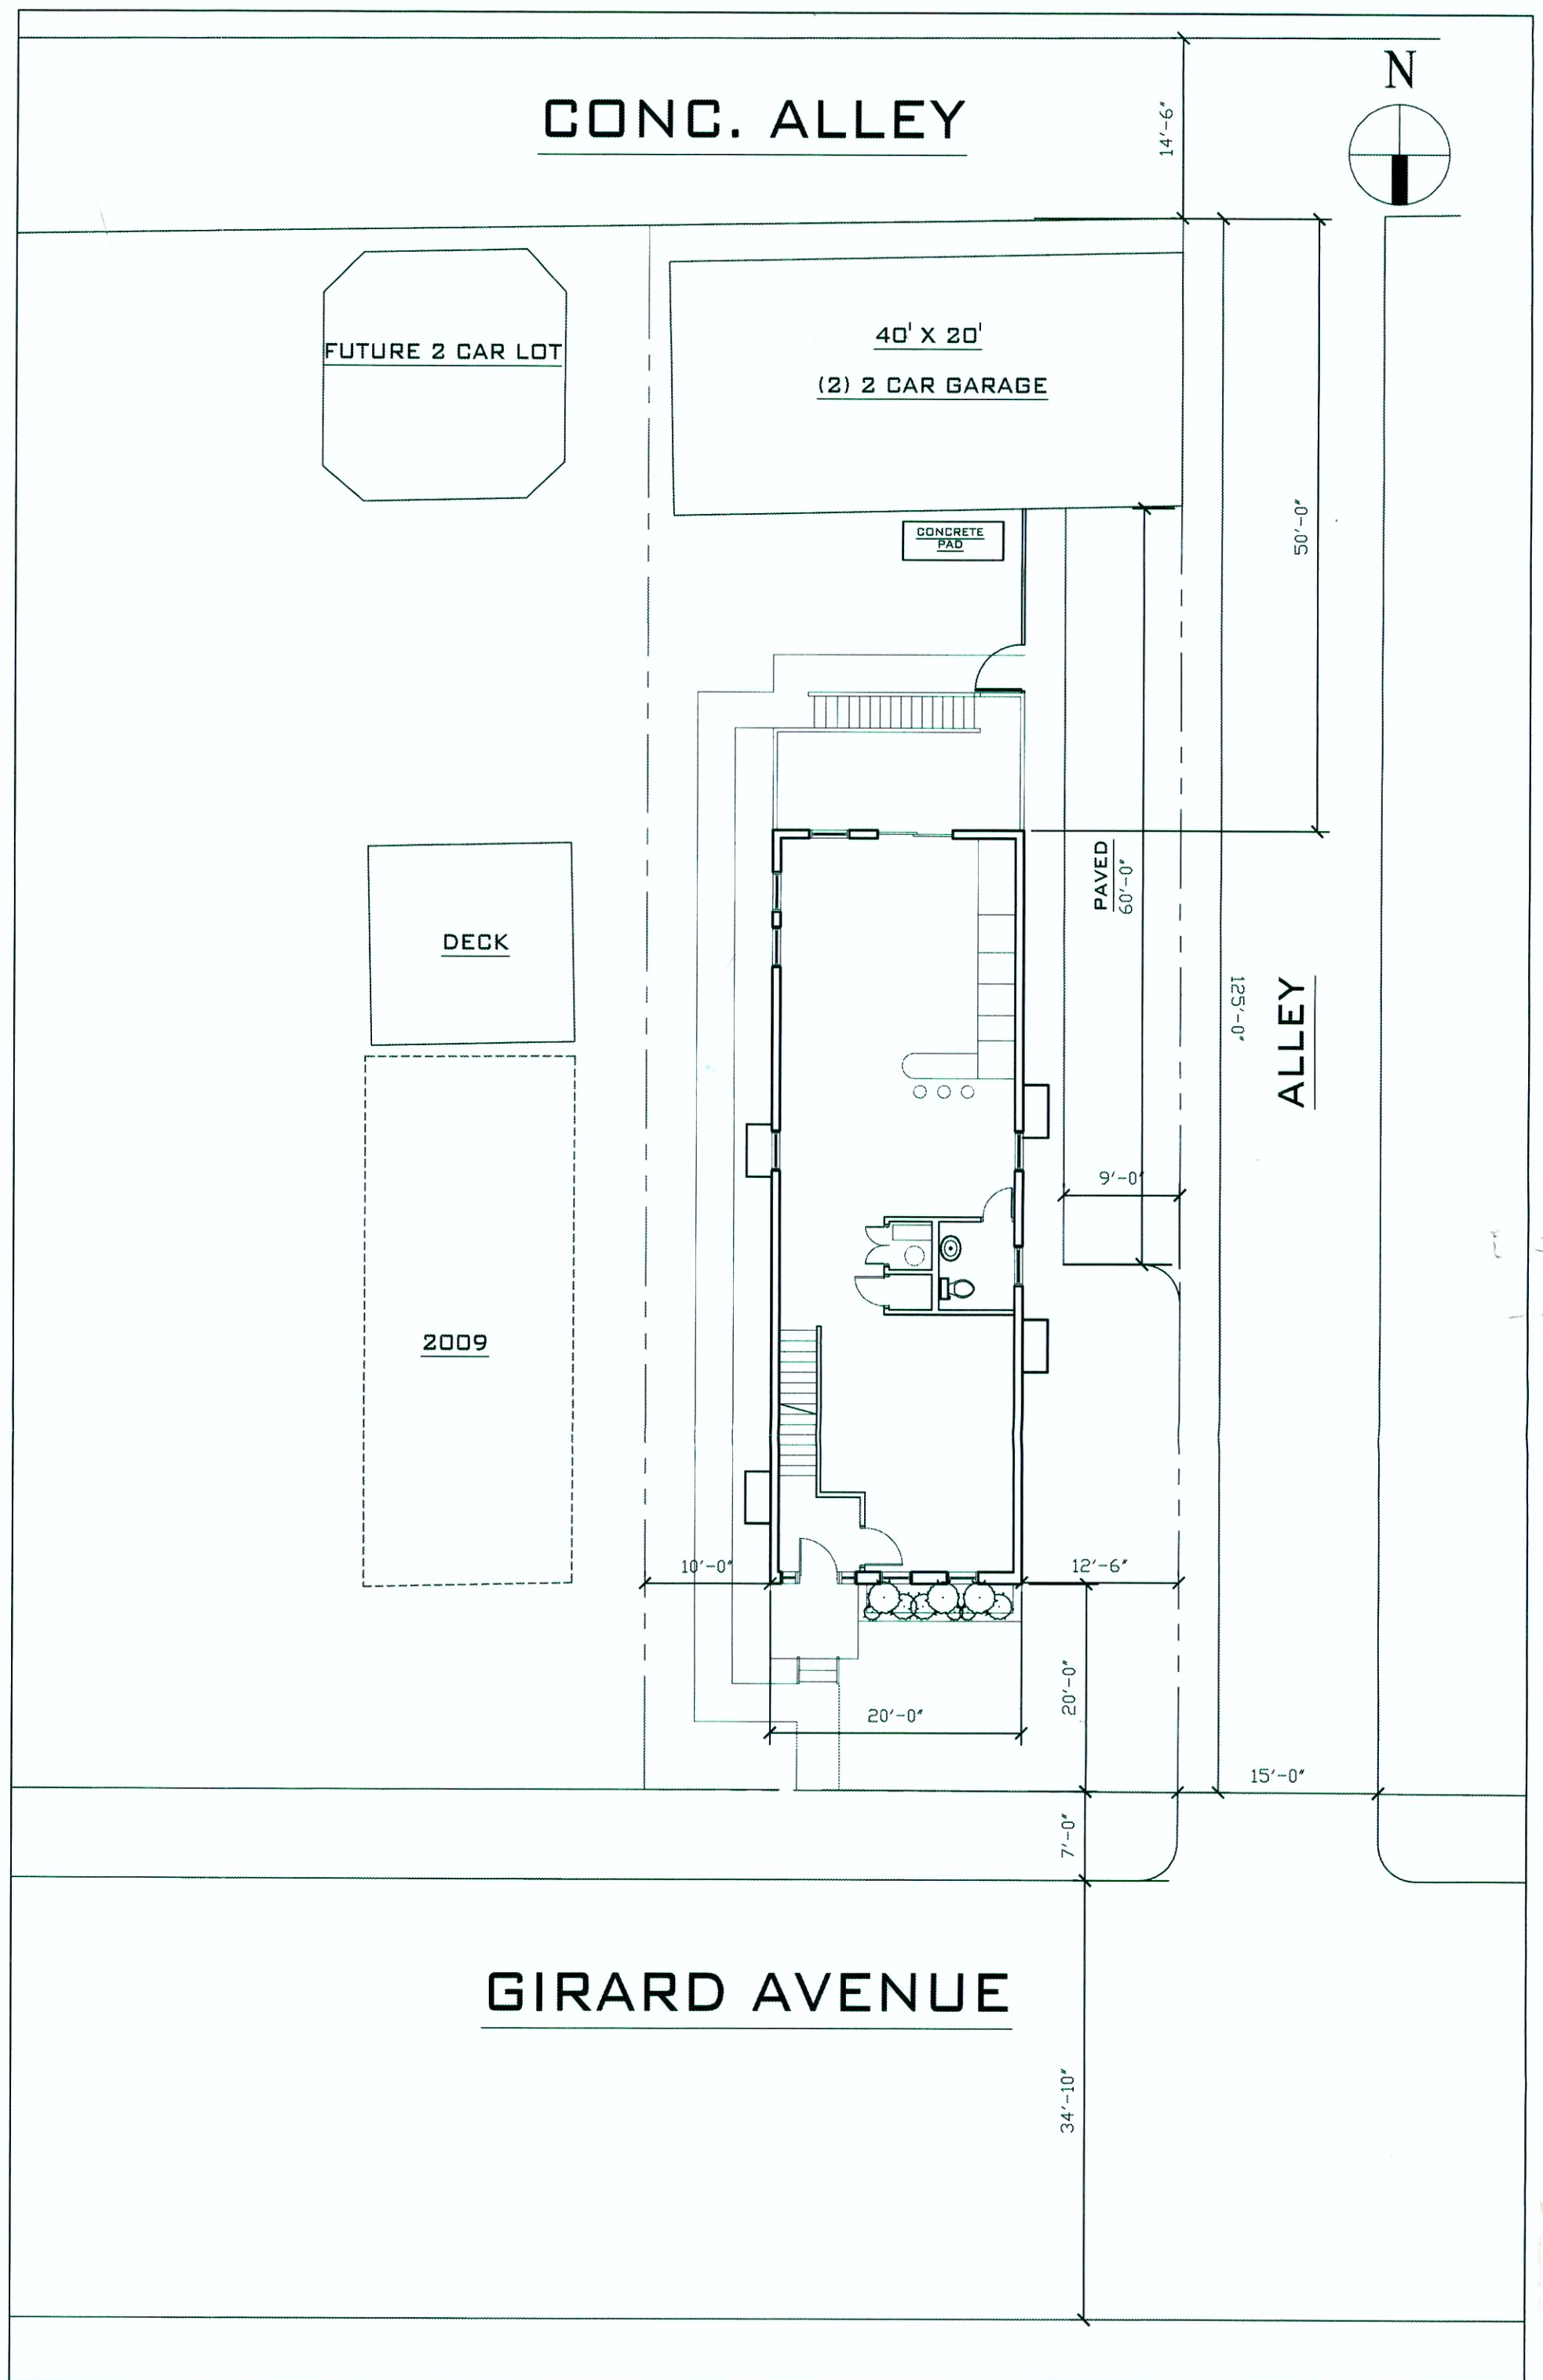 N
CONC. ALLEY
14'-6"
FUTURE 2 CAR LOT
40' X 20'
(2) 2 CAR GARAGE
CONCRETE
PAD
50'-0"
PAVED
60'-0"
DECK
125'-0"
ALLEY
9'-0"
2009
10'-0"
12'-6"
20'-0"
20'-0"
15'-0"
7'-0"
GIRARD AVENUE
34'-10"